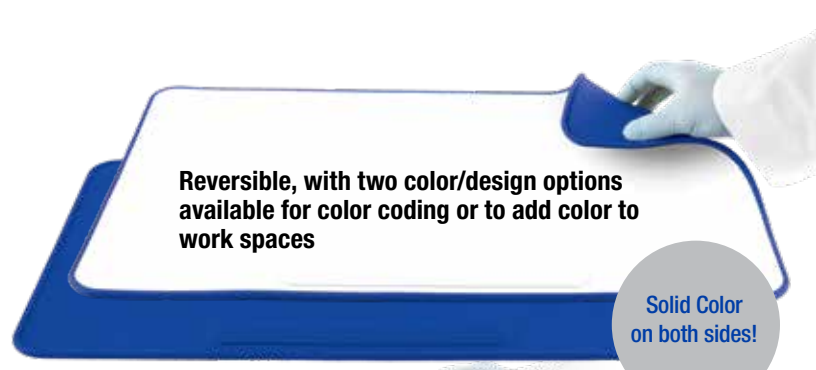 Reversible, with two color/design options
available for color coding or to add color to
work spaces
Solid Color
on both sides!